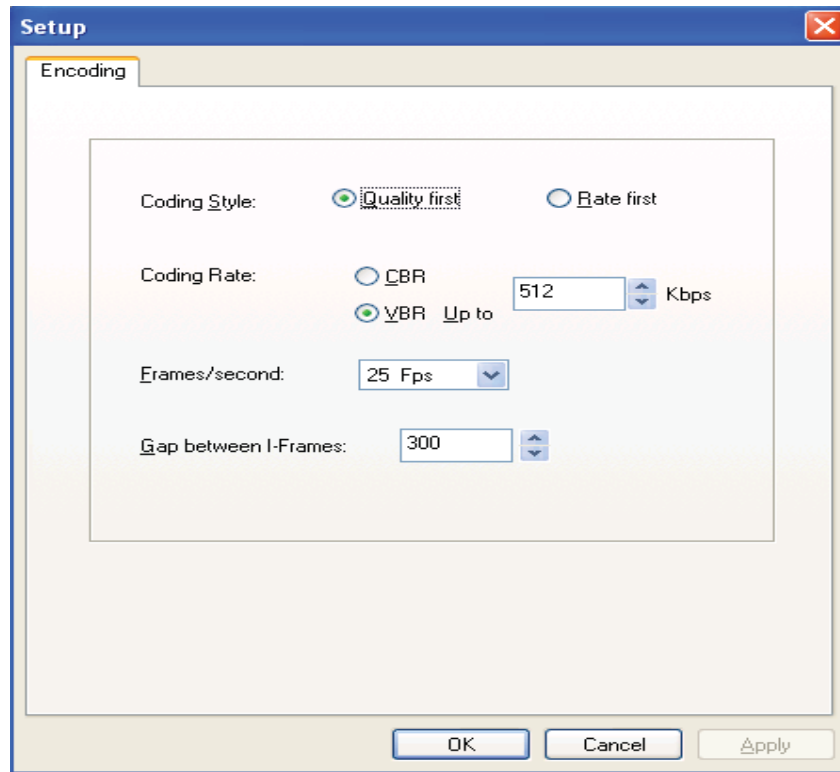 Setup
Encoding
Coding Style: Quality first Rate first
Coding Rate: CBR
512 Kbps
VBR Up to
Frames/second: 25 Fps
Gap between I-Frames: 300
OK Cancel Apply